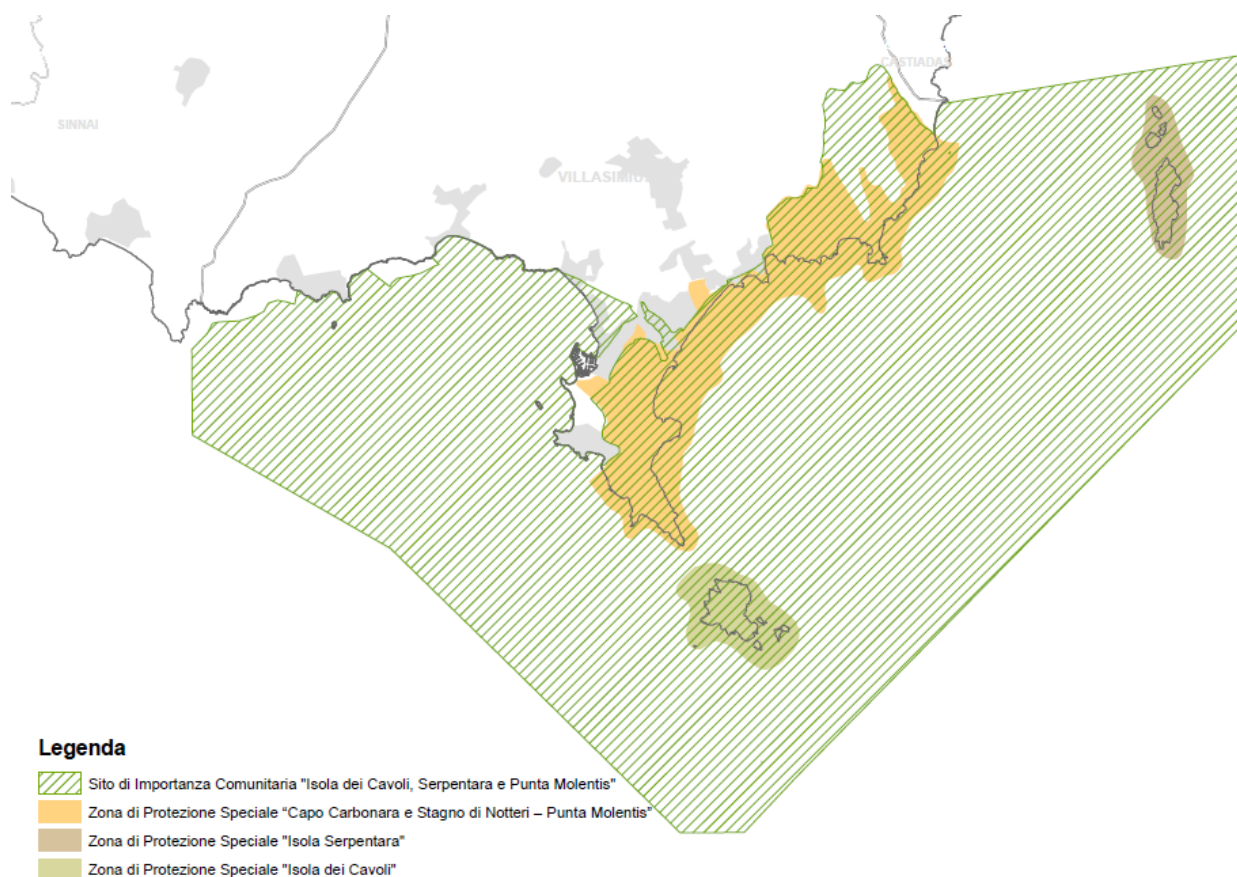 CASTIADAS
SINNAI
VILLASIMIUS
Legenda
Sito di Importanza Comunitaria "Isola dei Cavoli, Serpentara e Punta Molentis"
Zona di Protezione Speciale “Capo Carbonara e Stagno di Notteri – Punta Molentis”
Zona di Protezione Speciale "Isola Serpentara"
Zona di Protezione Speciale "Isola dei Cavoli"